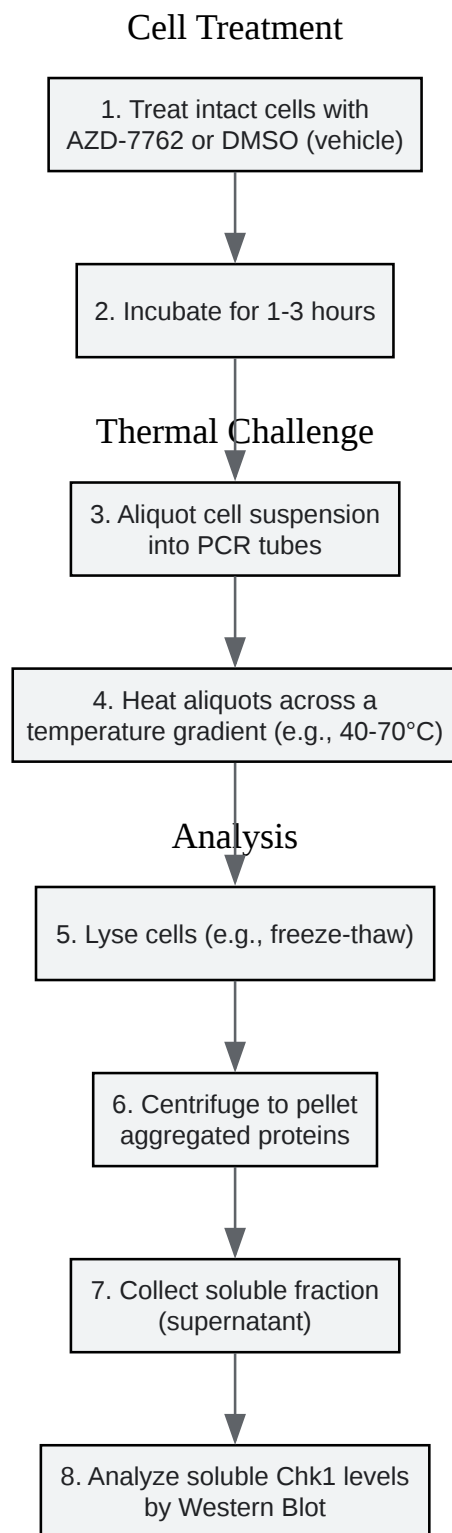 Cell Treatment
1. Treat intact cells with
AZD-7762 or DMSO (vehicle)
2. Incubate for 1-3 hours
Thermal Challenge
3. Aliquot cell suspension
into PCR tubes
4. Heat aliquots across a
temperature gradient (e.g., 40-70°C)
Analysis
5. Lyse cells (e.g., freeze-thaw)
6. Centrifuge to pellet
aggregated proteins
7. Collect soluble fraction
(supernatant)
8. Analyze soluble Chk1 levels
by Western Blot